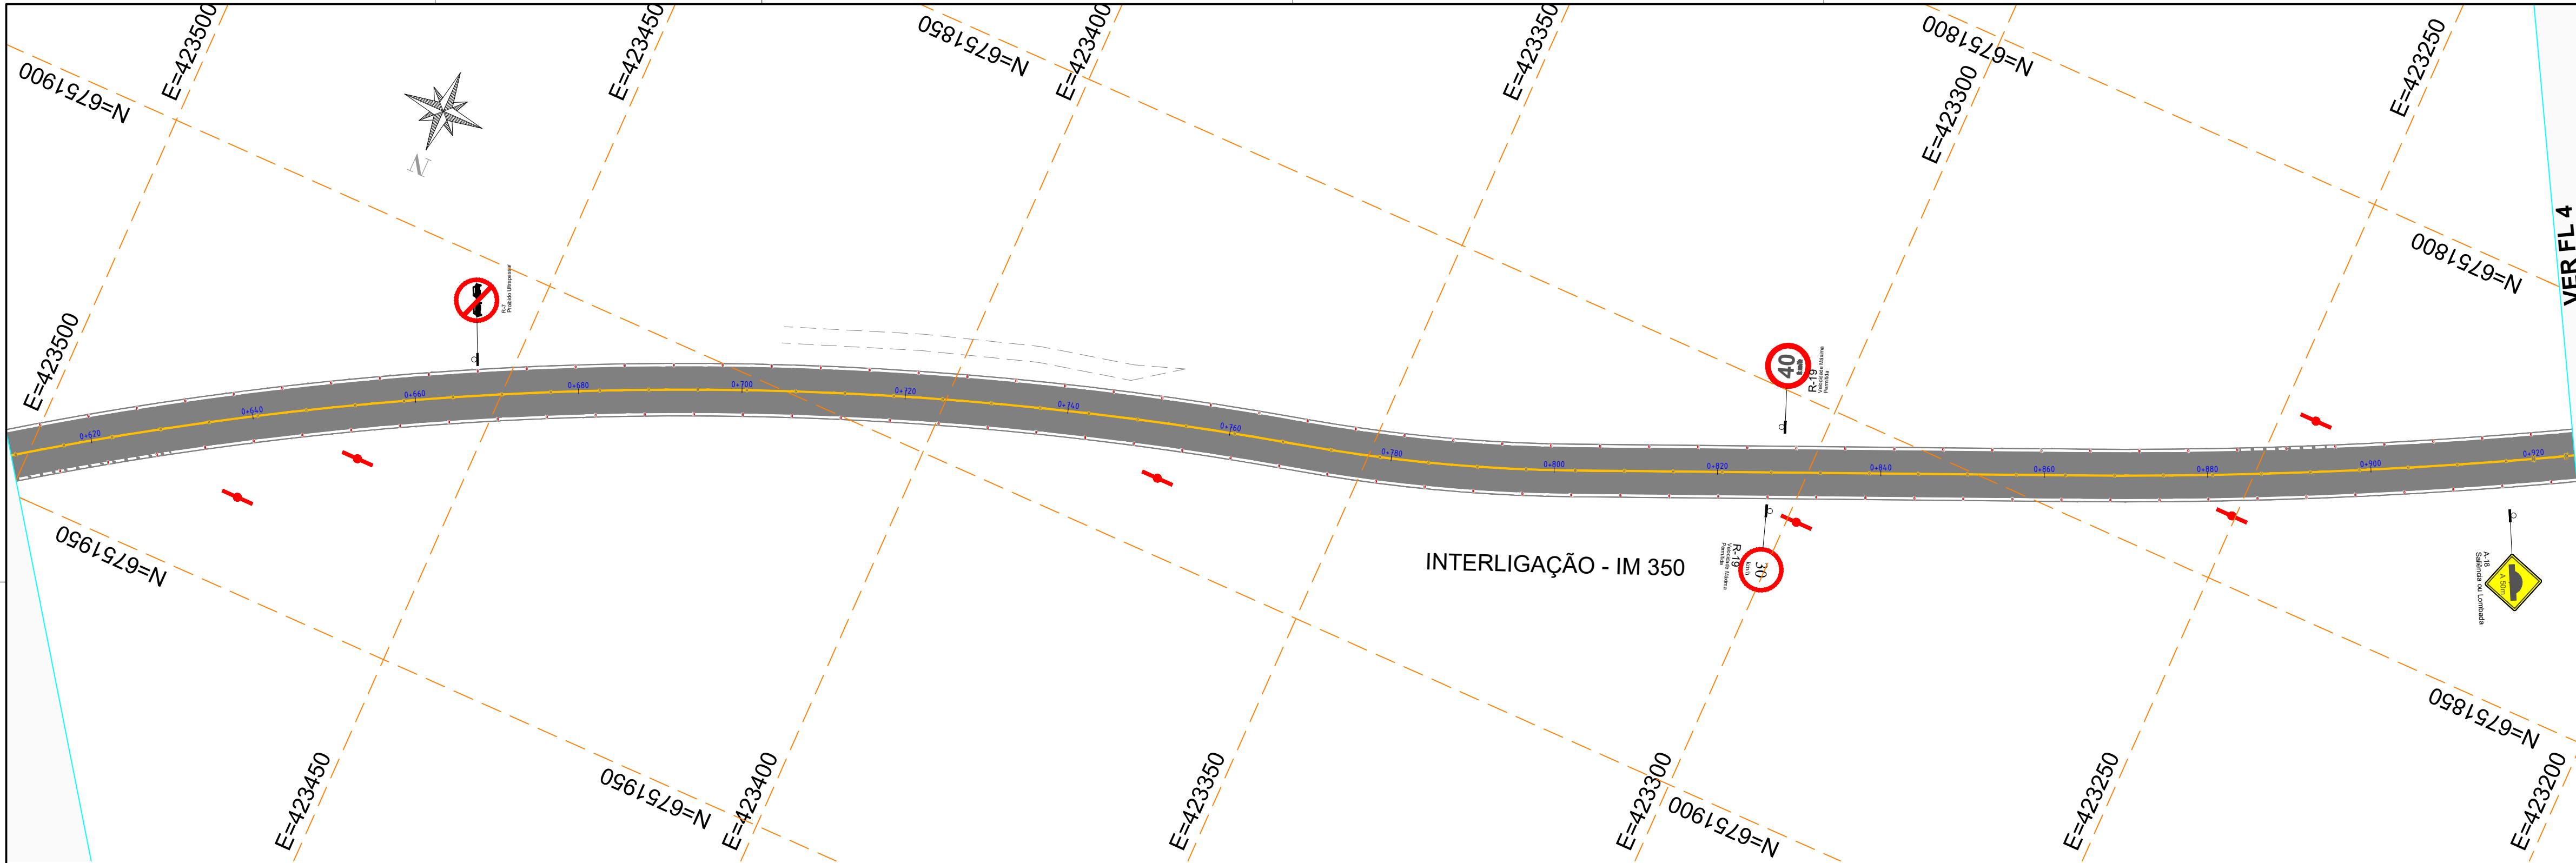 E=423500
E=423450
N=6751850
E=423400
E=423350
N=6751800
E=423300
E=423250
N=6751900
N
VER FL 4
N=6751800
R-7
Proibido Ultrapassar
E=423500
40
km/h
R-19
Velocidade Máxima
Permitida
0+620
0+640
0+660
0+680
0+700
0+720
0+740
0+760
0+780
0+800
0+820
0+840
0+860
0+880
0+900
0+920
N=6751950
INTERLIGAÇÃO - IM 350
R-19
Velocidade Máxima
Permitida
30
km/h
A-18
Saliência ou Lombada
A 50m
N=6751850
E=423450
N=6751950
E=423400
E=423350
E=423300
N=6751900
E=423250
E=423200